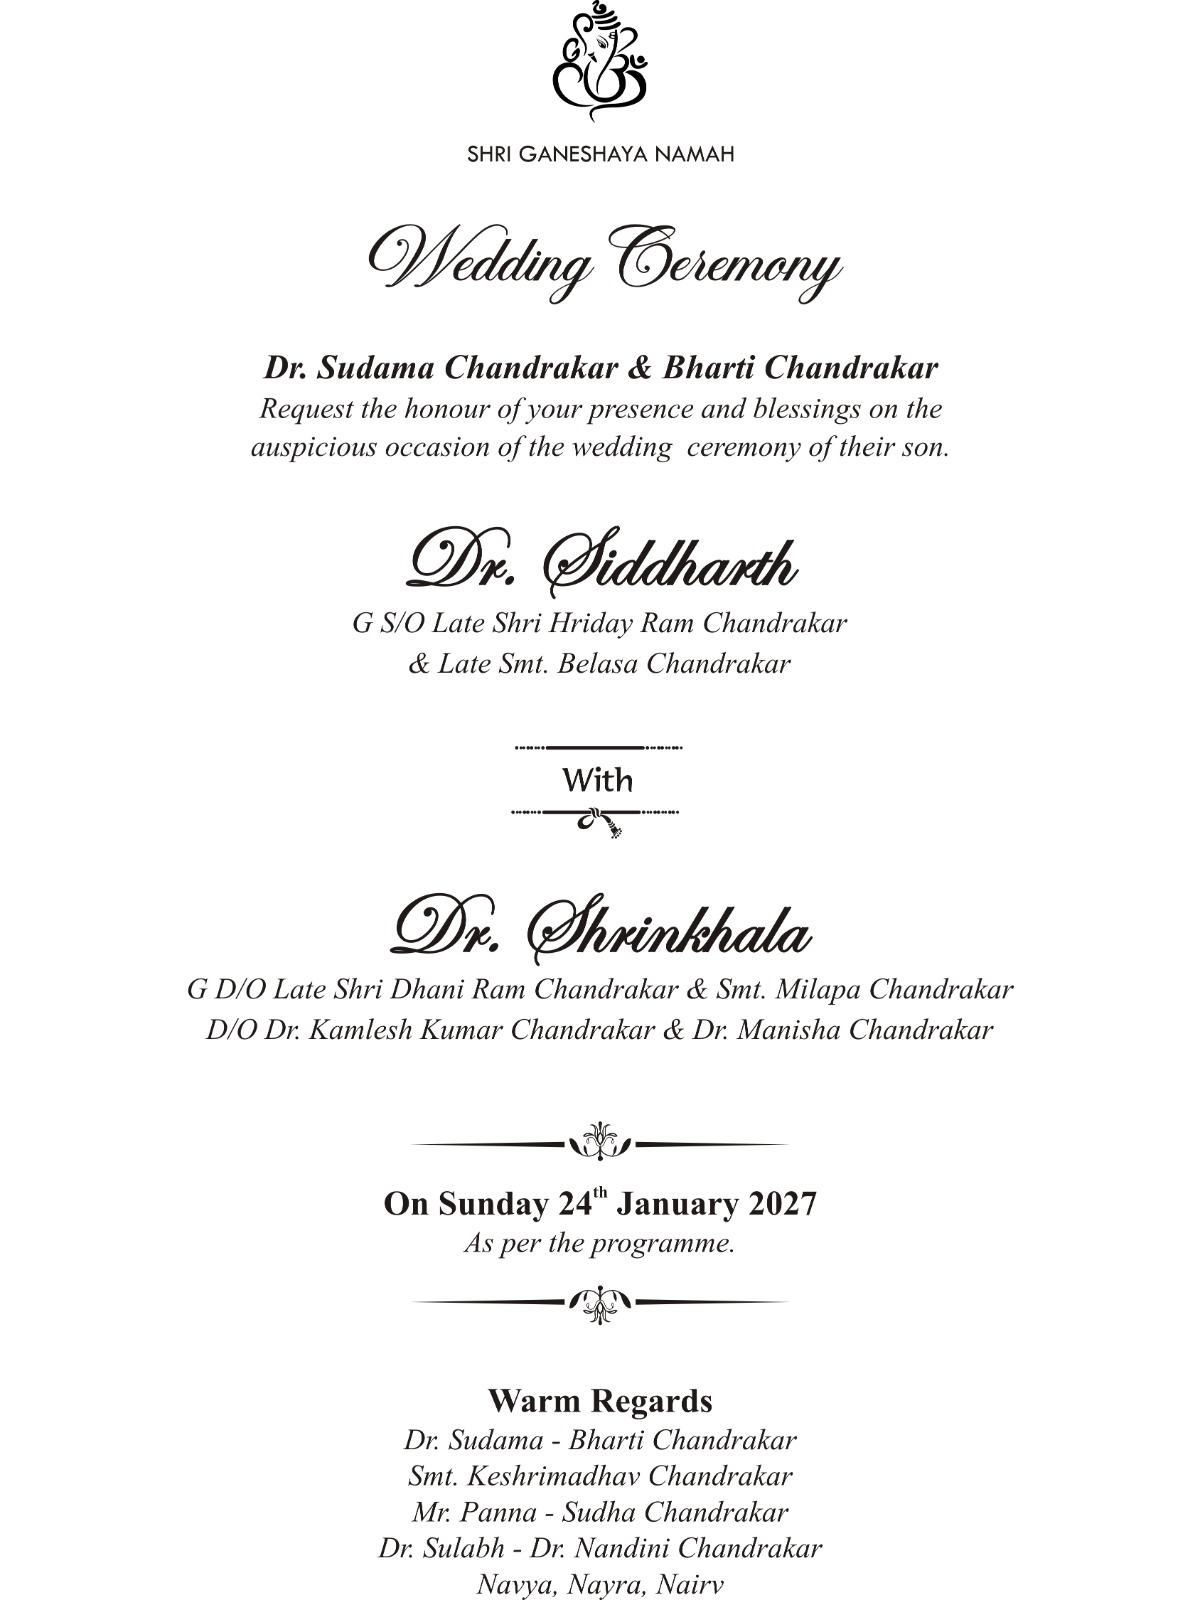 SHRI GANESHAYA NAMAH
Wedding Ceremony
Dr. Sudama Chandrakar & Bharti Chandrakar
Request the honour of your presence and blessings on the
auspicious occasion of the wedding ceremony of their son.
Dr. Siddharth
G S/O Late Shri Hriday Ram Chandrakar
& Late Smt. Belasa Chandrakar
With
Dr. Shrinkhala
G D/O Late Shri Dhani Ram Chandrakar & Smt. Milapa Chandrakar
D/O Dr. Kamlesh Kumar Chandrakar & Dr. Manisha Chandrakar
On Sunday 24th January 2027
As per the programme.
Warm Regards
Dr. Sudama - Bharti Chandrakar
Smt. Keshrimadhav Chandrakar
Mr. Panna - Sudha Chandrakar
Dr. Sulabh - Dr. Nandini Chandrakar
Navya, Nayra, Nairv